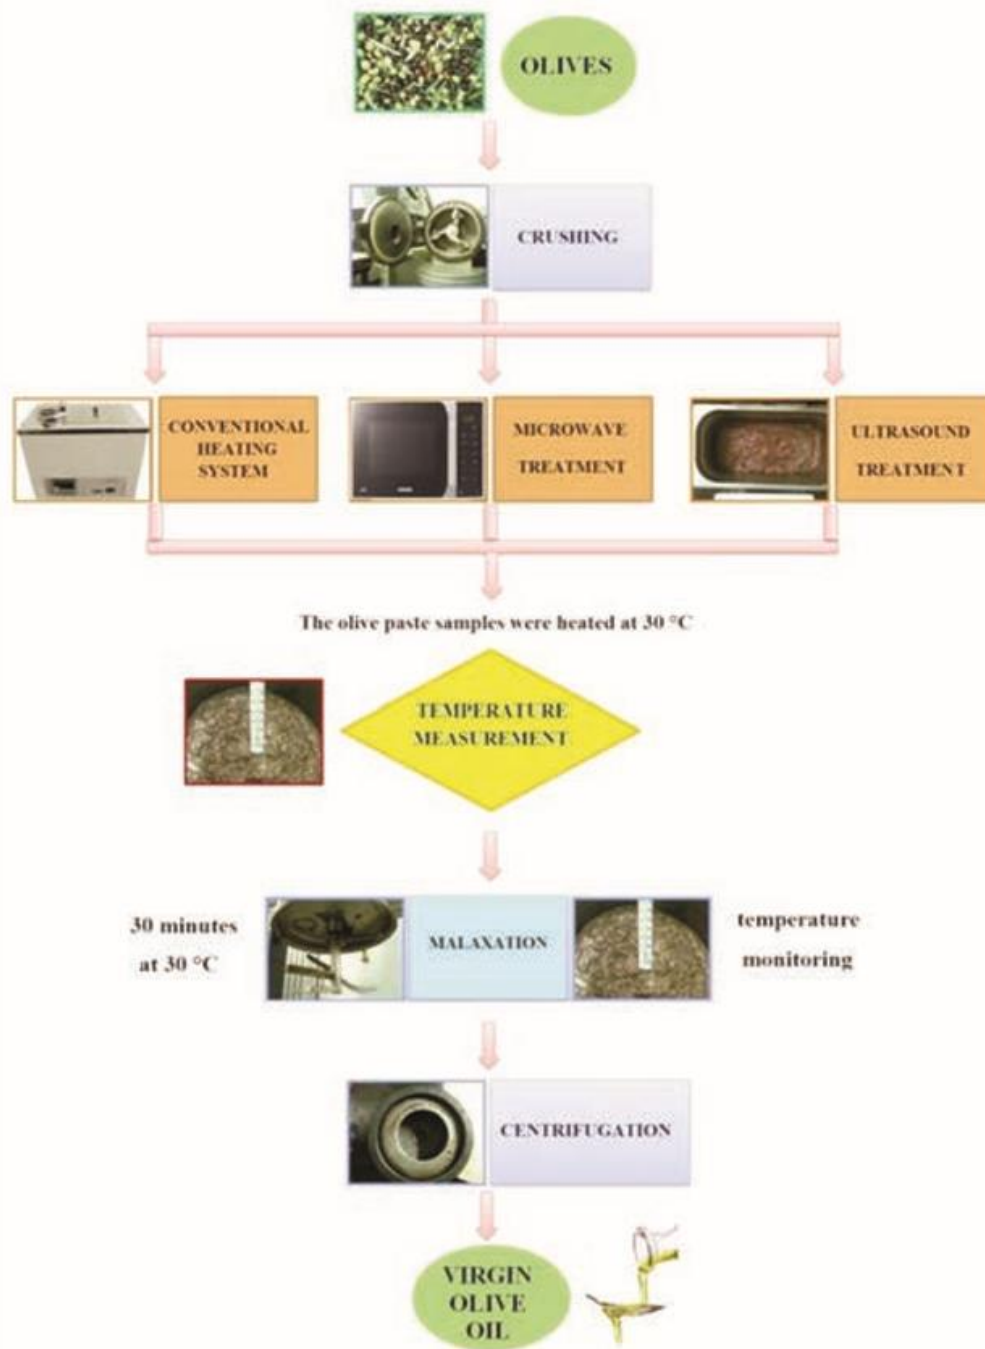 OLIVES
CRUSHING
CONVENTIONAL
HEATING
SYSTEM
MICROWAVE
TREATMENT
ULTRASOUND
TREATMENT
The olive paste samples were heated at 30 °C
TEMPERATURE
MEASUREMENT
30 minutes
at 30 °C
MALAXATION
temperature
monitoring
CENTRIFUGATION
VIRGIN
OLIVE
OIL